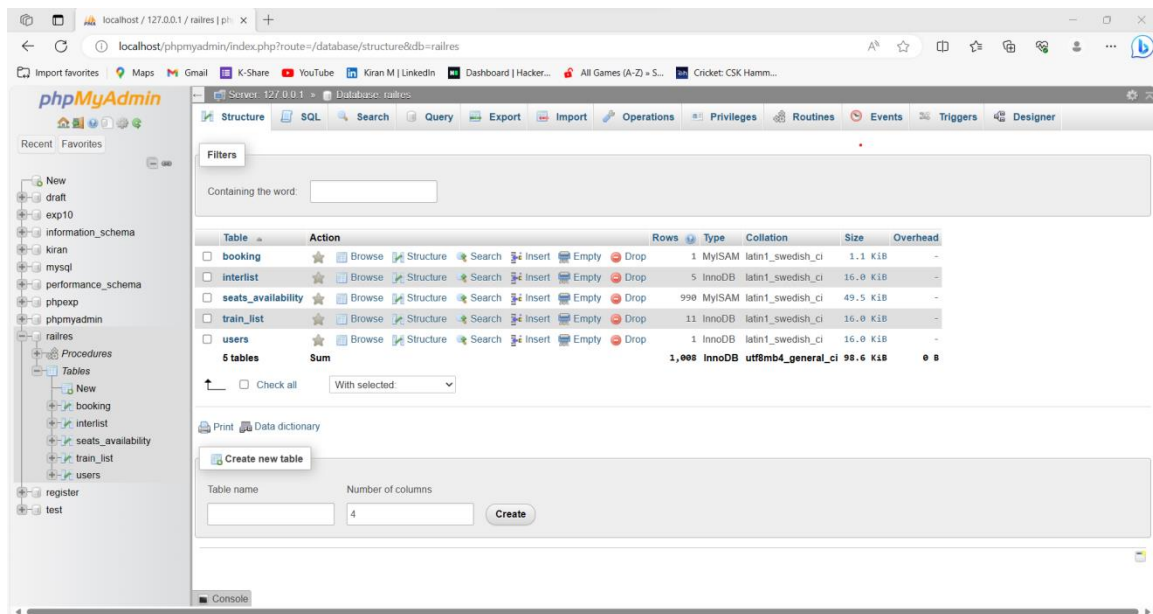 localhost / 127.0.0.1 / railres | ph
localhost/phpmyadmin/index.php?route=/database/structure&db=railres
Import favorites Maps Gmail K-Share YouTube Kiran M | LinkedIn Dashboard | Hacker... All Games (A-Z) » S... Cricket: CSK Hamm...
phpMyAdmin
Recent Favorites
New
draft
exp10
information_schema
kiran
mysql
performance_schema
phpexp
phpmyadmin
railres
Procedures
Tables
New
booking
interlist
seats_availability
train_list
users
register
test
Server: 127.0.0.1 » Database: railres
Structure SQL Search Query Export Import Operations Privileges Routines Events Triggers Designer
Filters
Containing the word:
Table Action Rows Type Collation Size Overhead
booking Browse Structure Search Insert Empty Drop 1 MyISAM latin1_swedish_ci 1.1 KiB -
interlist Browse Structure Search Insert Empty Drop 5 InnoDB latin1_swedish_ci 16.0 KiB -
seats_availability Browse Structure Search Insert Empty Drop 990 MyISAM latin1_swedish_ci 49.5 KiB -
train_list Browse Structure Search Insert Empty Drop 11 InnoDB latin1_swedish_ci 16.0 KiB -
users Browse Structure Search Insert Empty Drop 1 InnoDB latin1_swedish_ci 16.0 KiB -
5 tables Sum 1,008 InnoDB utf8mb4_general_ci 98.6 KiB 0 B
Check all With selected:
Print Data dictionary
Create new table
Table name Number of columns
4 Create
Console